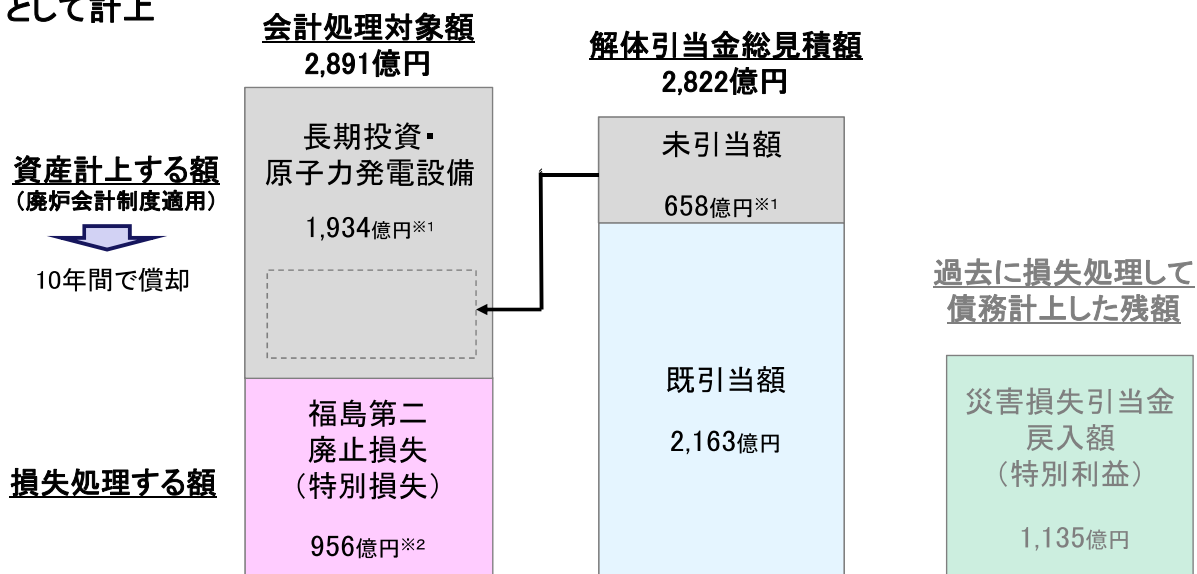 として計上
会計処理対象額
2,891億円
解体引当金総見積額
2,822億円
資産計上する額
（廃炉会計制度適用）
10年間で償却
長期投資・
原子力発電設備
1,934億円※1
未引当額
658億円※1
既引当額
2,163億円
過去に損失処理して
債務計上した残額
損失処理する額
福島第二
廃止損失
（特別損失）
956億円※2
災害損失引当金
戻入額
（特別利益）
1,135億円